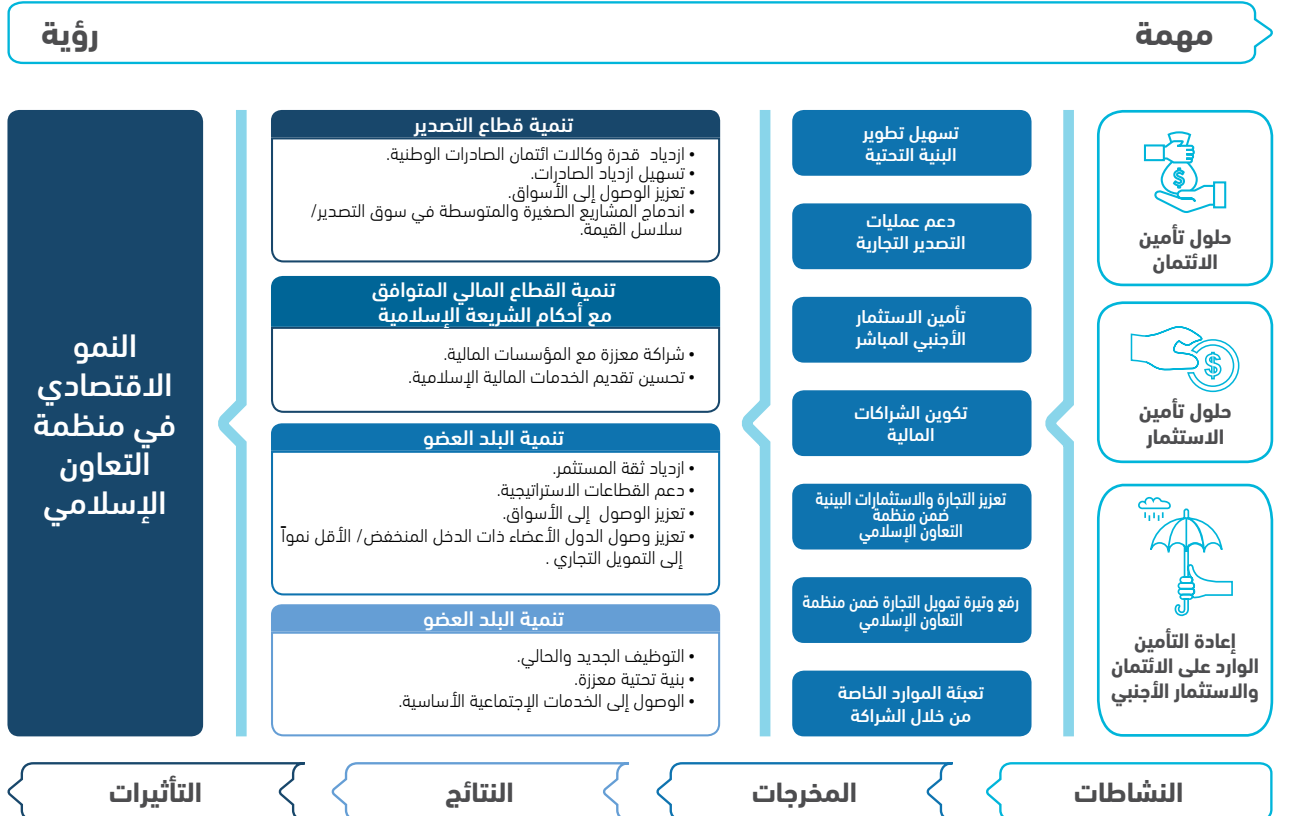 مهمة
رؤية
حلول تأمين
الائتمان
حلول تأمين
الاستثمار
إعادة التأمين
الوارد على الائتمان
والاستثمار الأجنبي
تسهيل تطوير
البنية التحتية
دعم عمليات
التصدير التجارية
تأمين الاستثمار
الأجنبي المباشر
تكوين الشراكات
المالية
تعزيز التجارة والاستثمارات البينية
ضمن منظمة
التعاون الإسلامي
رفع وتيرة تمويل التجارة ضمن منظمة
التعاون الإسلامي
تعبئة الموارد الخاصة
من خلال الشراكة
تنمية قطاع التصدير
• ازدياد قدرة وكالات ائتمان الصادرات الوطنية.
• تسهيل ازدياد الصادرات.
• تعزيز الوصول إلى الأسواق.
• اندماج المشاريع الصغيرة والمتوسطة في سوق التصدير/
سلاسل القيمة.
تنمية القطاع المالي المتوافق
مع أحكام الشريعة الإسلامية
• شراكة معززة مع المؤسسات المالية.
• تحسين تقديم الخدمات المالية الإسلامية.
تنمية البلد العضو
• ازدياد ثقة المستثمر.
• دعم القطاعات الاستراتيجية.
• تعزيز الوصول إلى الأسواق.
• تعزيز وصول الدول الأعضاء ذات الدخل المنخفض/ الأقل نمواً
إلى التمويل التجاري .
تنمية البلد العضو
• التوظيف الجديد والحالي.
• بنية تحتية معززة.
• الوصول إلى الخدمات الإجتماعية الأساسية.
النمو
الاقتصادي
في منظمة
التعاون
الإسلامي
النشاطات
المخرجات
النتائج
التأثيرات